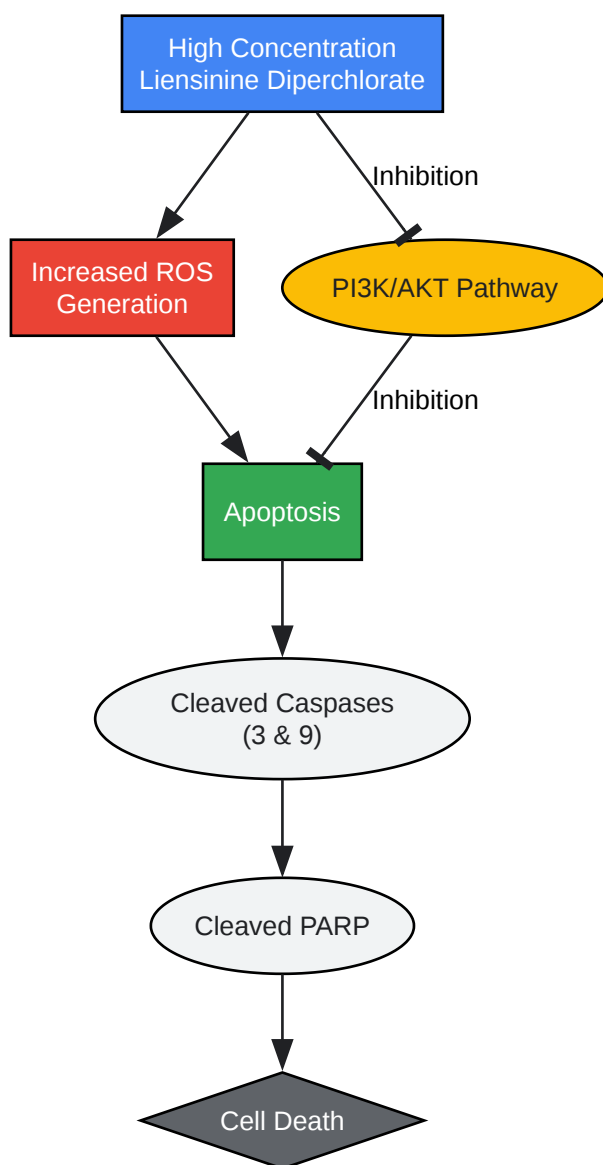 High Concentration
Liensinine Diperchlorate
Inhibition
Increased ROS
Generation
PI3K/AKT Pathway
Inhibition
Apoptosis
Cleaved Caspases
(3 & 9)
Cleaved PARP
Cell Death